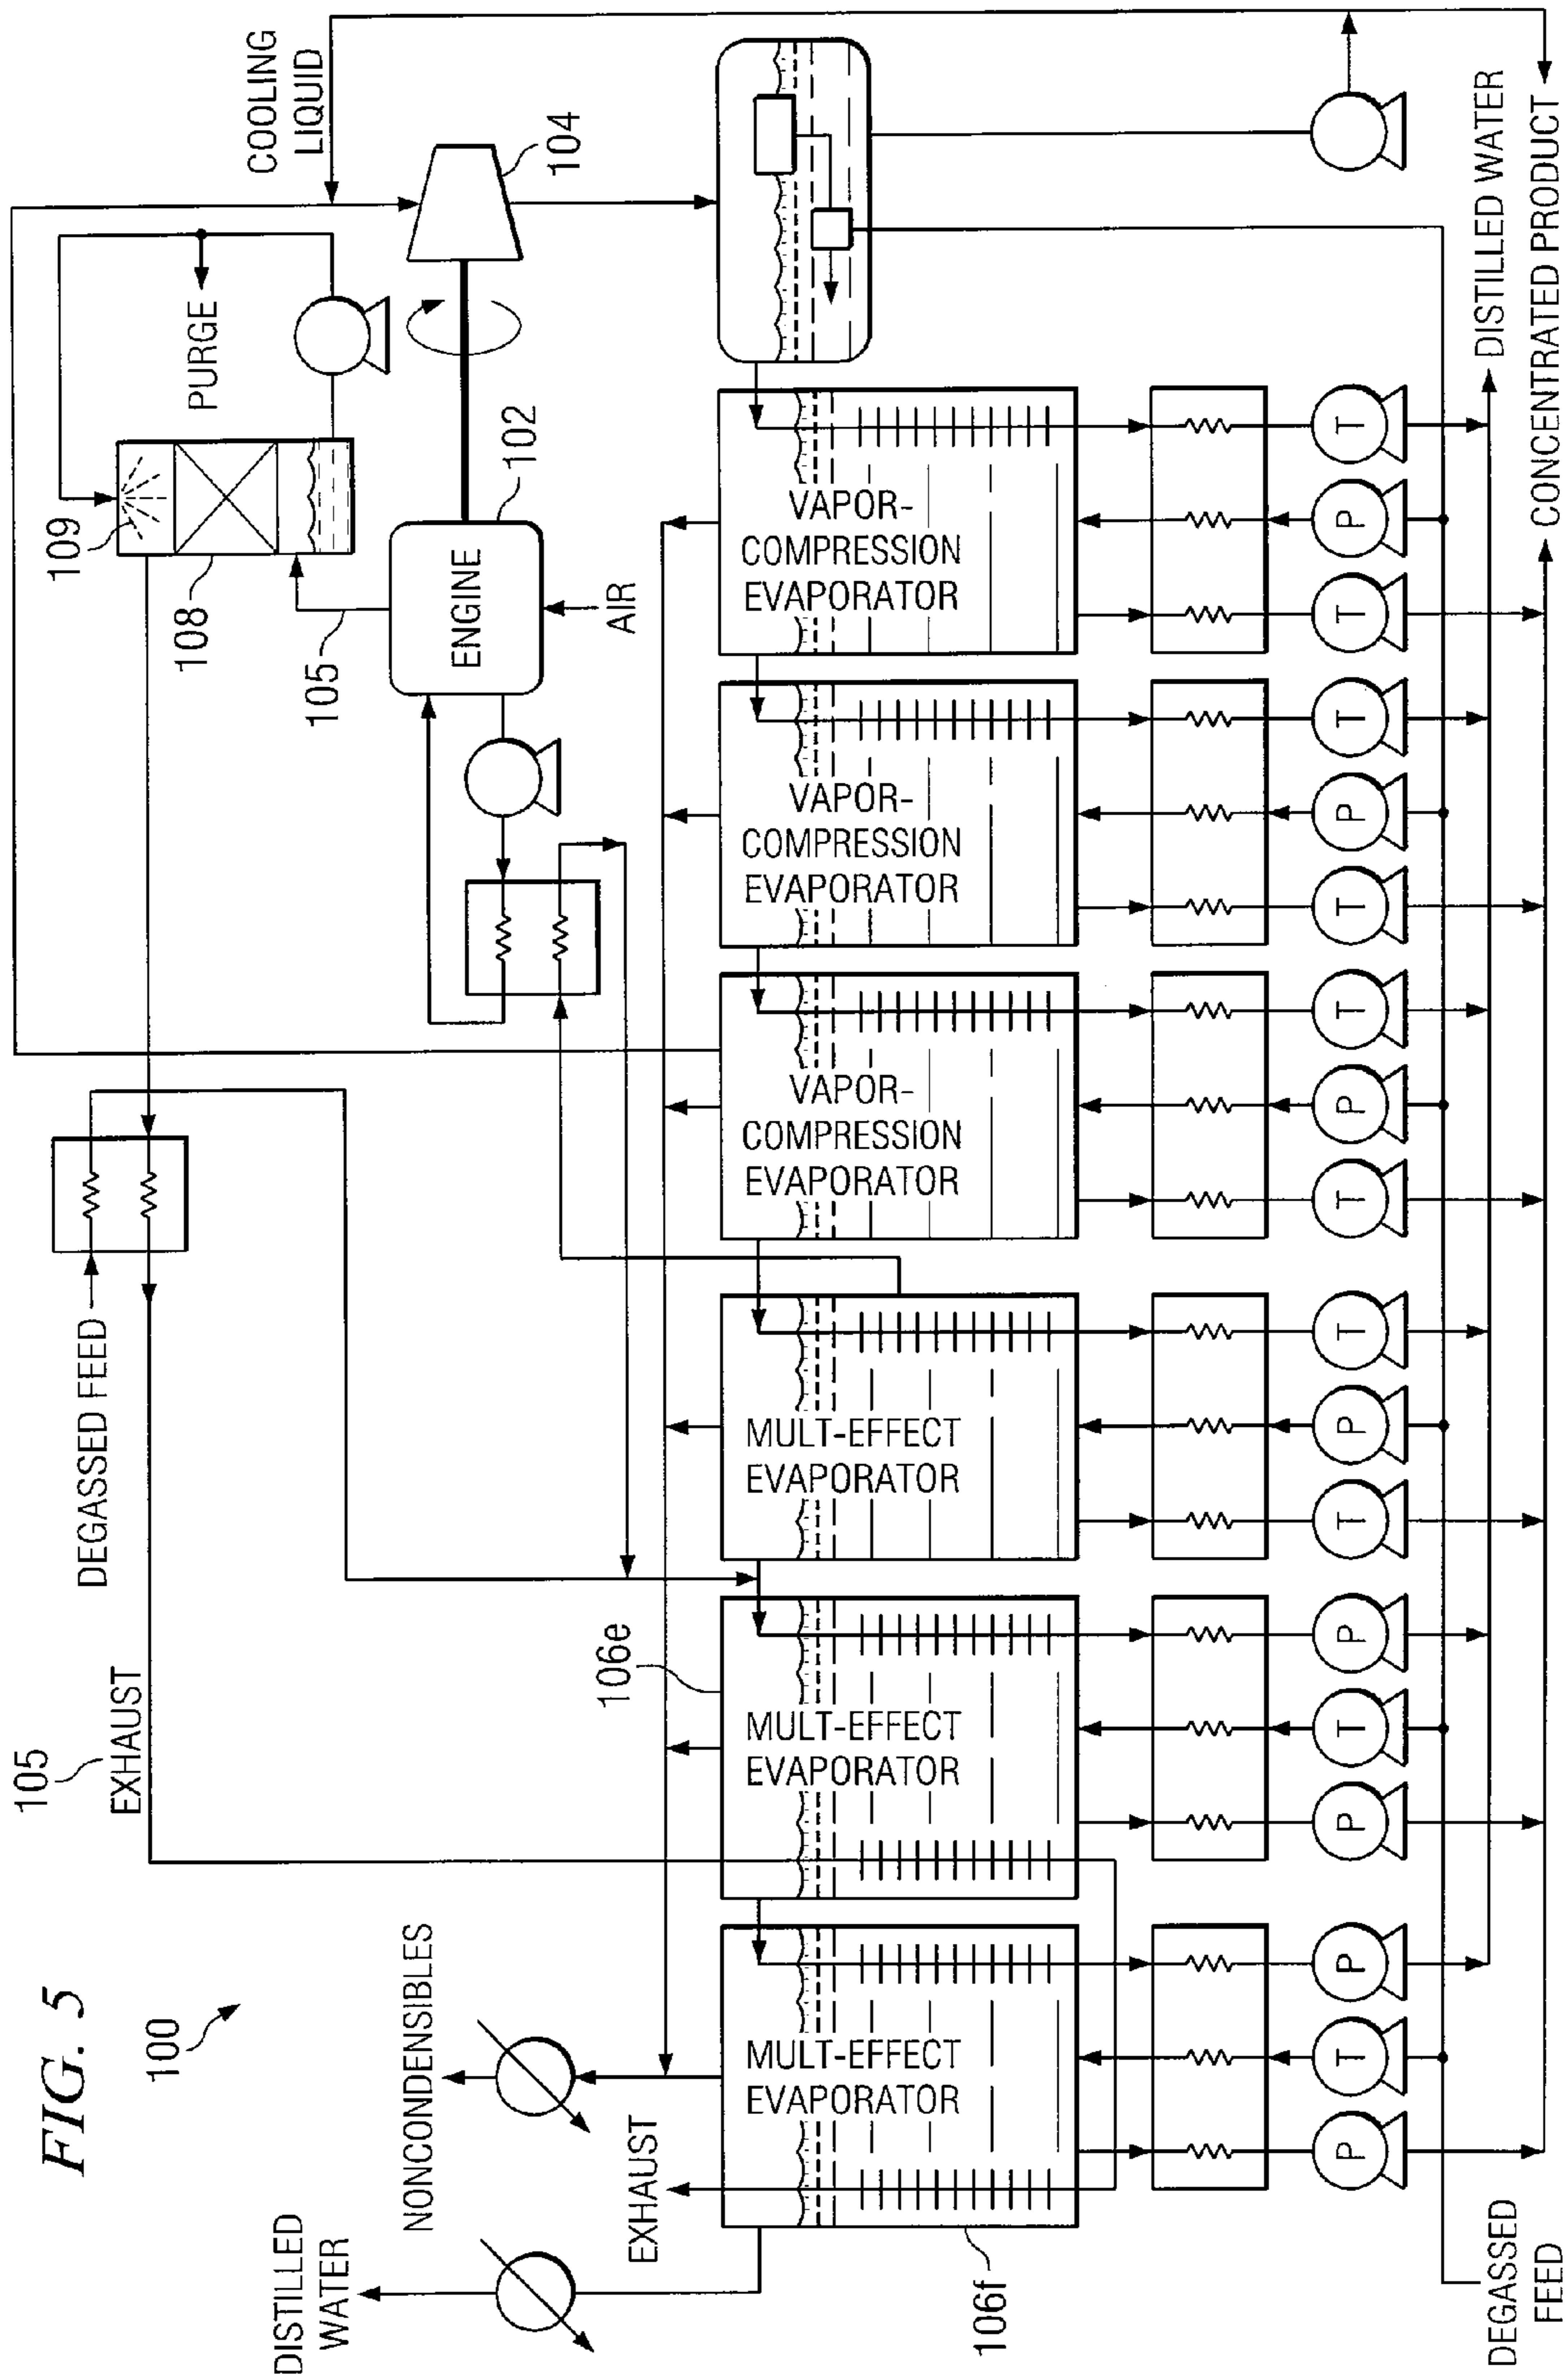 FIG. 5
100
105
EXHAUST
DEGASSED FEED
109
108
PURGE
COOLING
LIQUID
105
ENGINE
102
AIR
104
DISTILLED
WATER
NONCONDENSIBLES
EXHAUST
106e
106f
MULT-EFFECT
EVAPORATOR
MULT-EFFECT
EVAPORATOR
MULT-EFFECT
EVAPORATOR
VAPOR-
COMPRESSION
EVAPORATOR
VAPOR-
COMPRESSION
EVAPORATOR
VAPOR-
COMPRESSION
EVAPORATOR
P T P P T P T P T T P T T P T T P T
DEGASSED
FEED
DISTILLED WATER
CONCENTRATED PRODUCT